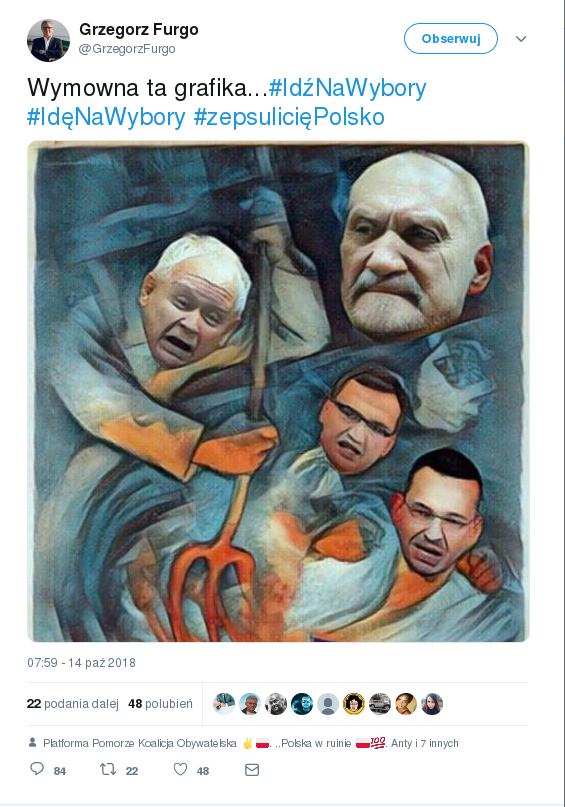 Grzegorz Furgo
@GrzegorzFurgo
Obserwuj
Wymowna ta grafika...#IdźNaWybory
#IdęNaWybory #zepsulicięPolsko
07:59 - 14 paź 2018
22 podania dalej 48 polubień
Platforma Pomorze Koalicja Obywatelska ✌🇵🇱. ,.Polska w ruinie 🇵🇱💯. Anty i 7 innych
84 22 48